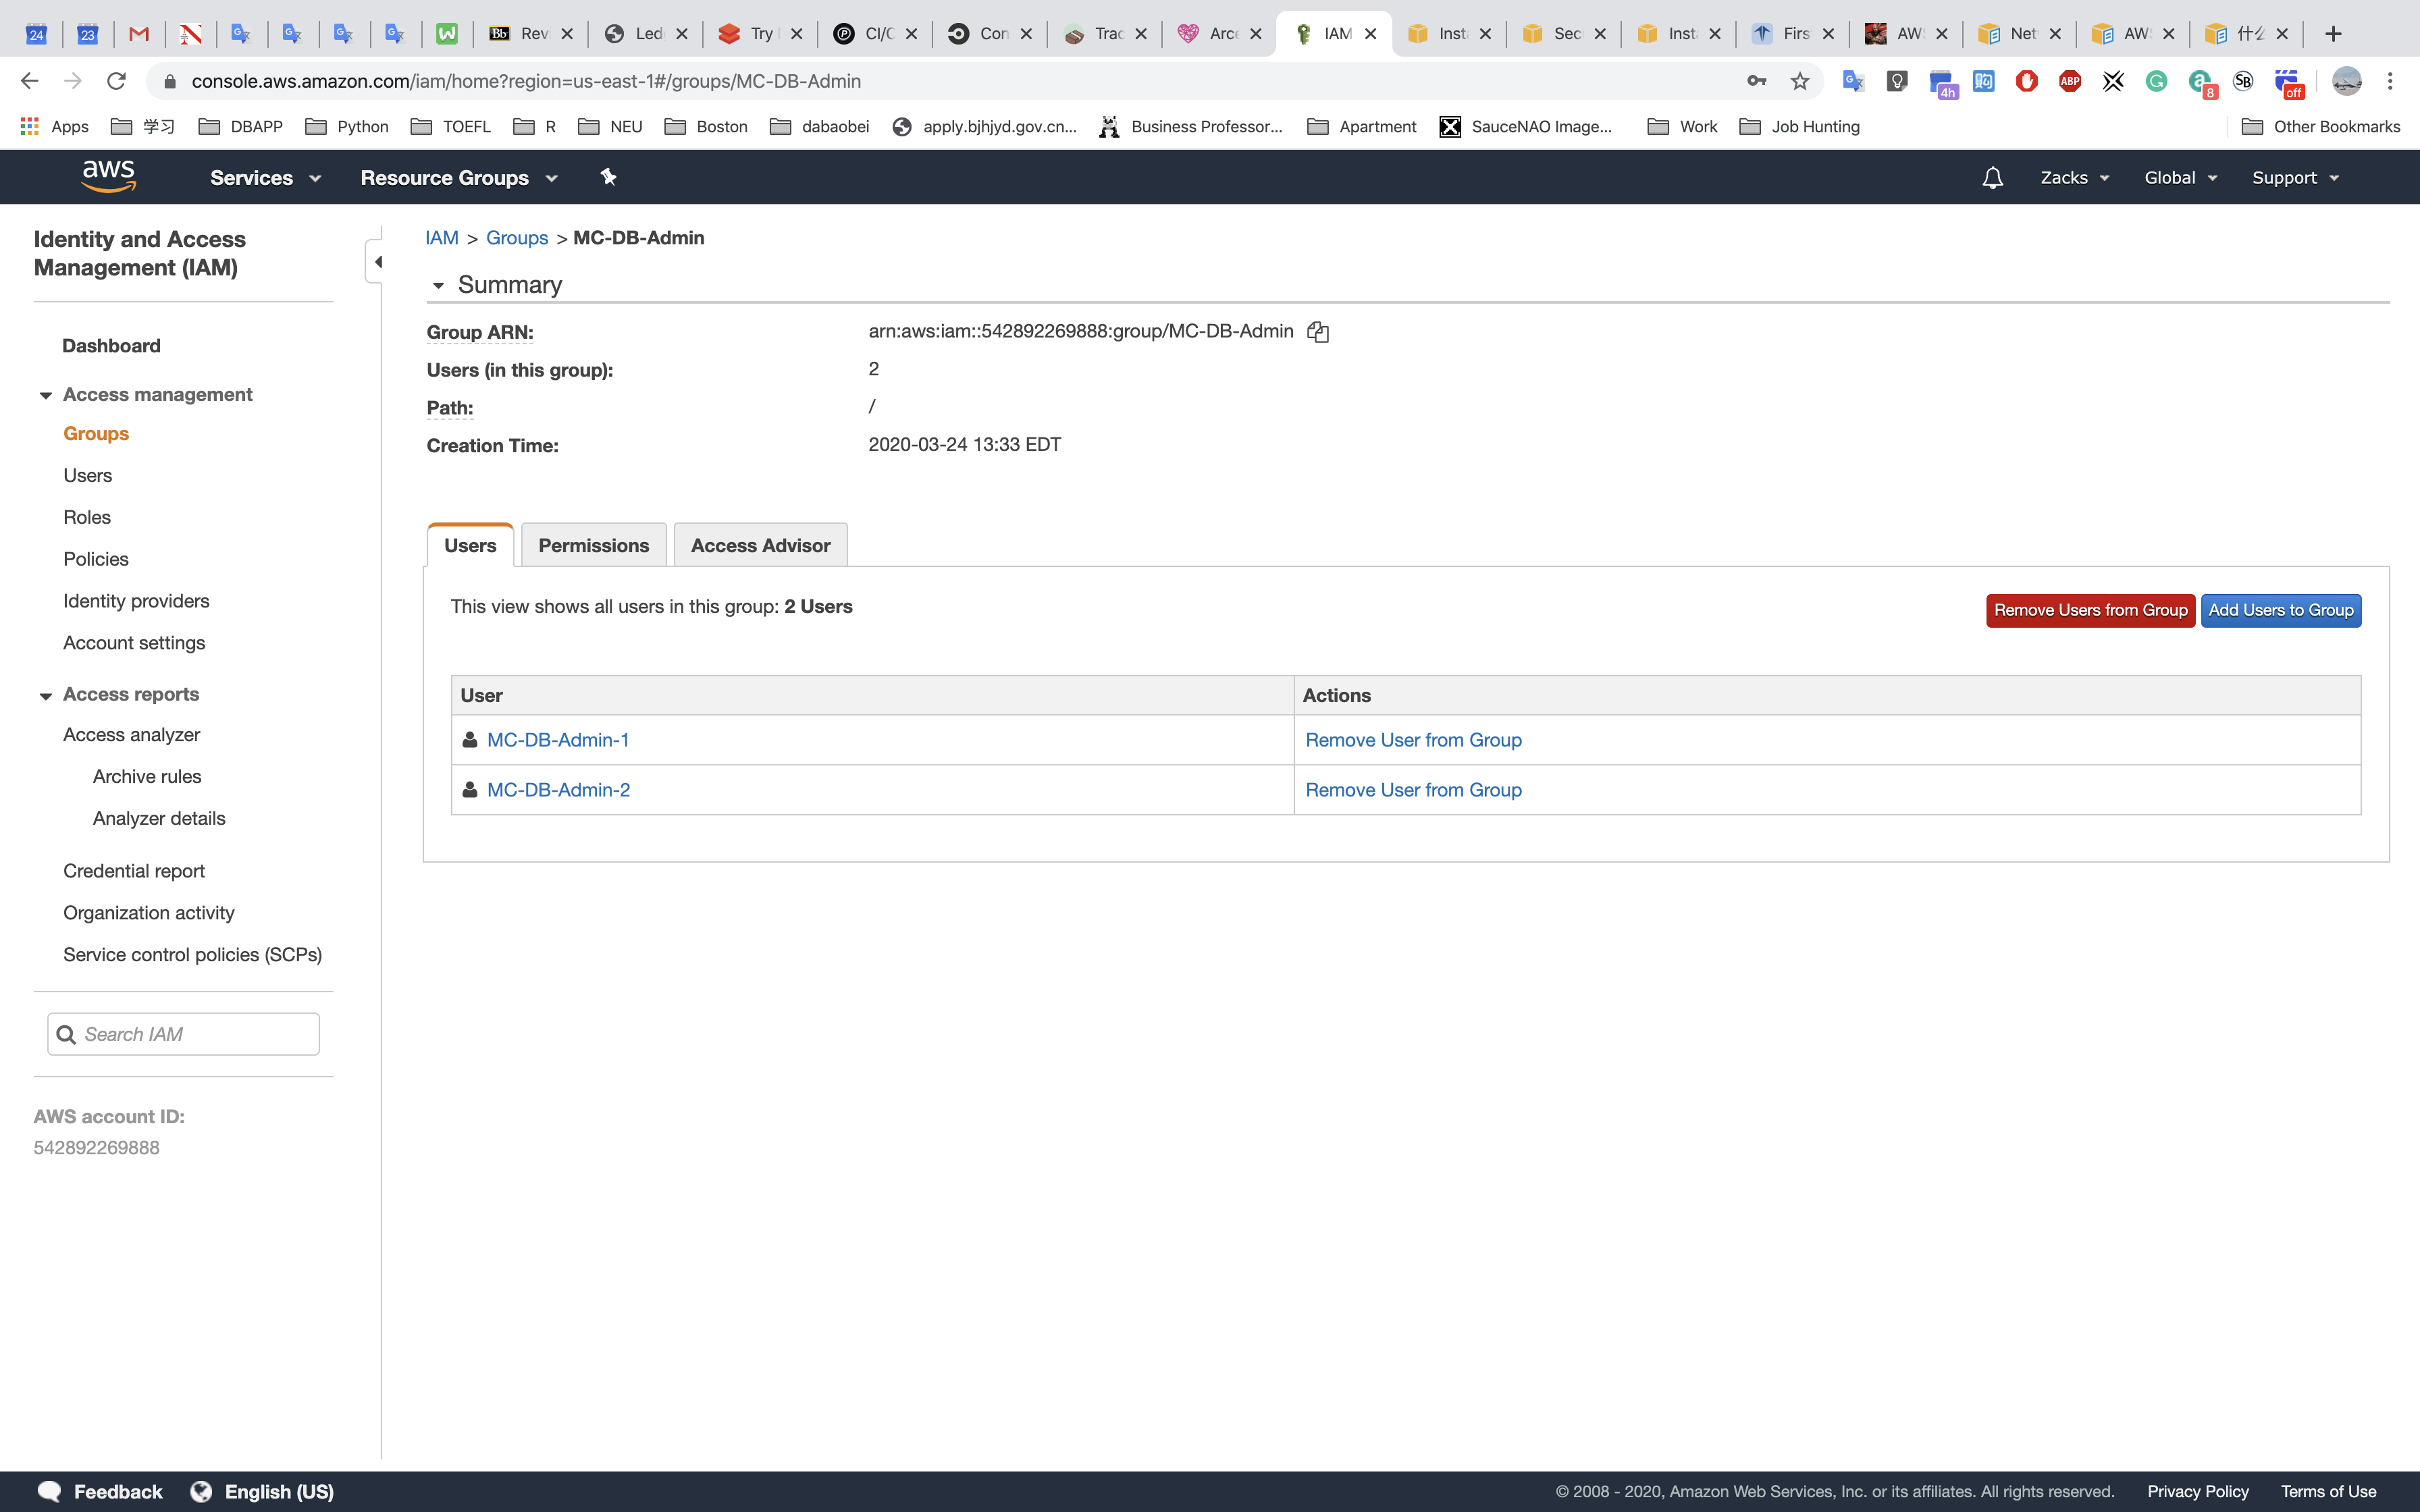 24 23 Bb Rev Led Try CI/C Con Trac Arce IAM Inst Sec Inst Firs AW Net AW 什么
console.aws.amazon.com/iam/home?region=us-east-1#/groups/MC-DB-Admin 4h ABP 8 SB off
Apps 学习 DBAPP Python TOEFL R NEU Boston dabaobei apply.bjhjyd.gov.cn... Business Professor... Apartment SauceNAO Image... Work Job Hunting Other Bookmarks
aws Services Resource Groups Zacks Global Support
Identity and Access
Management (IAM)
Dashboard
Access management
Groups
Users
Roles
Policies
Identity providers
Account settings
Access reports
Access analyzer
Archive rules
Analyzer details
Credential report
Organization activity
Service control policies (SCPs)
Search IAM
AWS account ID:
542892269888
IAM > Groups > MC-DB-Admin
Summary
Group ARN: arn:aws:iam::542892269888:group/MC-DB-Admin
Users (in this group): 2
Path: /
Creation Time: 2020-03-24 13:33 EDT
Users Permissions Access Advisor
This view shows all users in this group: 2 Users
Remove Users from Group Add Users to Group
User Actions
MC-DB-Admin-1 Remove User from Group
MC-DB-Admin-2 Remove User from Group
Feedback English (US) © 2008 - 2020, Amazon Web Services, Inc. or its affiliates. All rights reserved. Privacy Policy Terms of Use